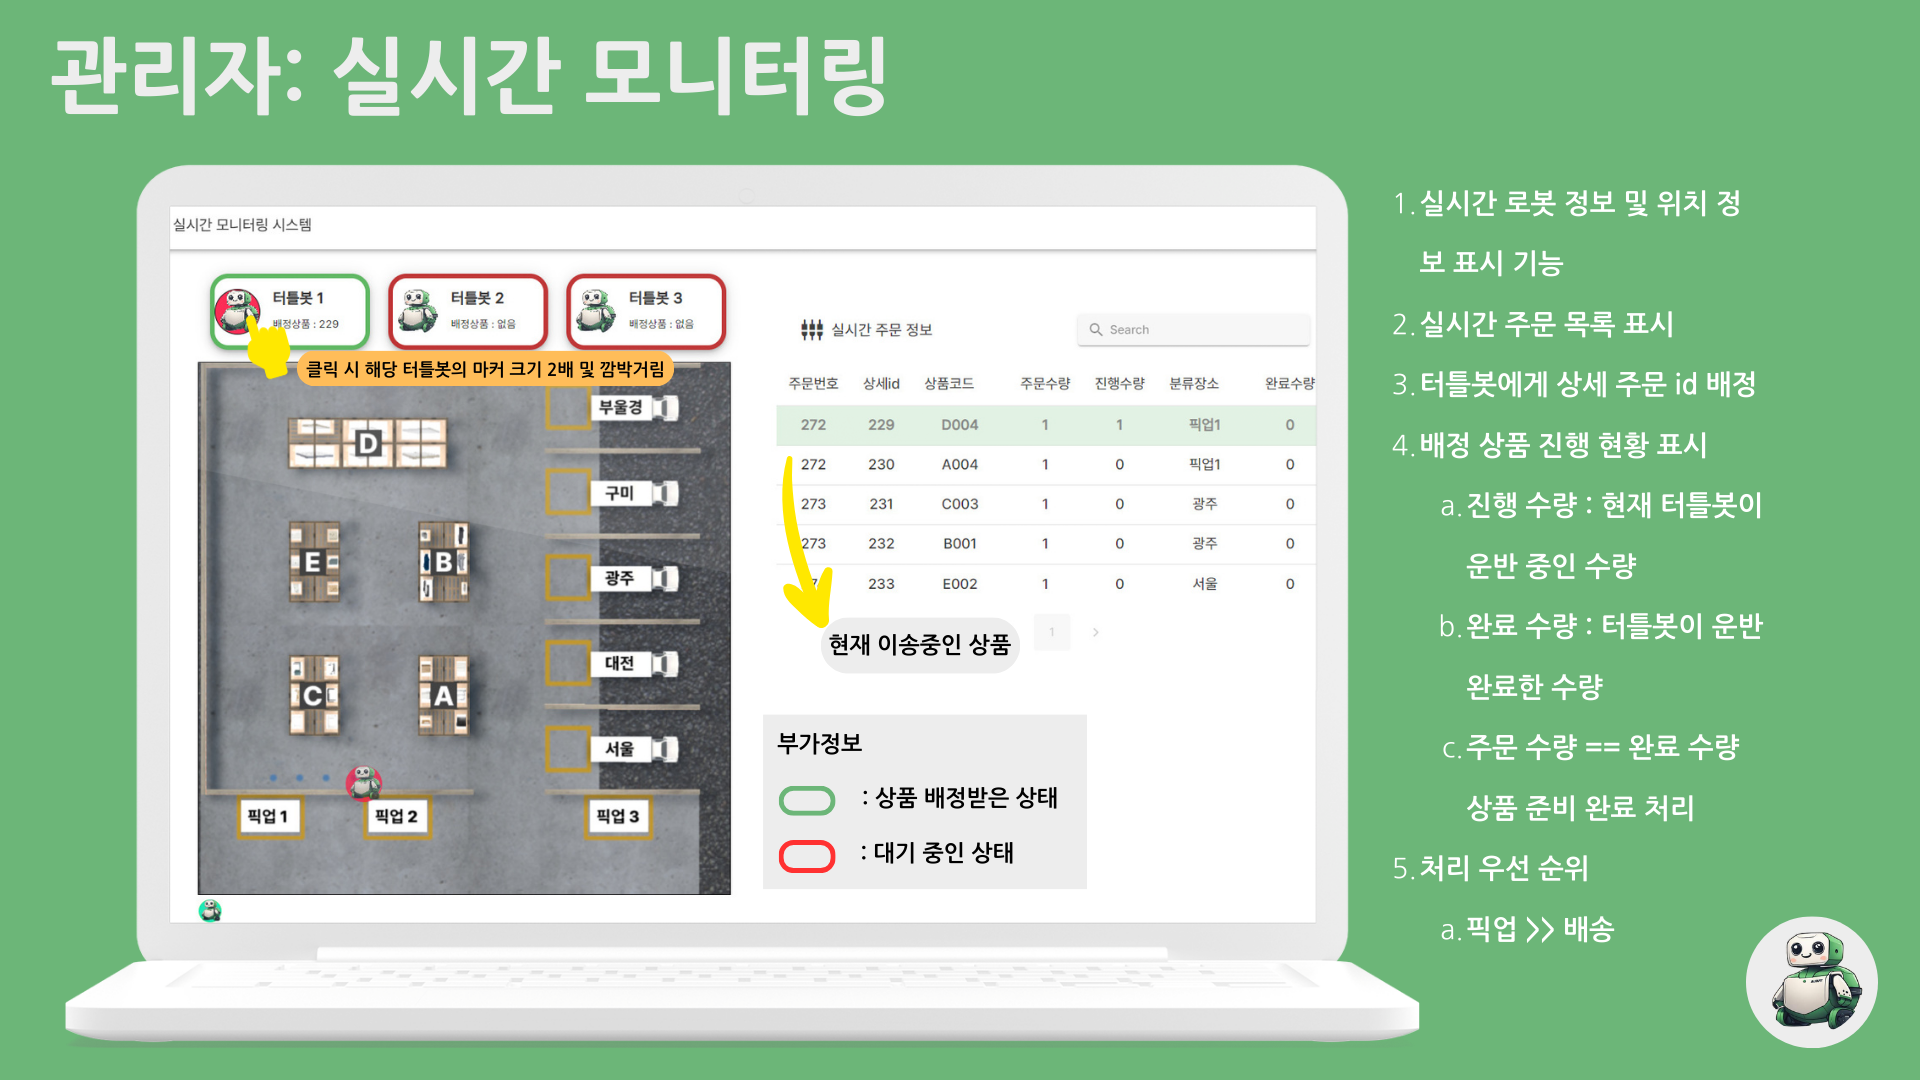 관리자: 실시간 모니터링
실시간 모니터링 시스템
터틀봇 1
배정상품 : 229
터틀봇 2
배정상품 : 없음
터틀봇 3
배정상품 : 없음
클릭 시 해당 터틀봇의 마커 크기 2배 및 깜박거림
D
E
B
C
A
부울경
구미
광주
대전
서울
픽업 1
픽업 2
픽업 3
실시간 주문 정보
Search
주문번호 상세id 상품코드 주문수량 진행수량 분류장소 완료수량
272 229 D004 1 1 픽업1 0
272 230 A004 1 0 픽업1 0
273 231 C003 1 0 광주 0
273 232 B001 1 0 광주 0
233 E002 1 0 서울 0
1 >
현재 이송중인 상품
부가정보
: 상품 배정받은 상태
: 대기 중인 상태
1. 실시간 로봇 정보 및 위치 정
보 표시 기능
2. 실시간 주문 목록 표시
3. 터틀봇에게 상세 주문 id 배정
4. 배정 상품 진행 현황 표시
a. 진행 수량 : 현재 터틀봇이
운반 중인 수량
b. 완료 수량 : 터틀봇이 운반
완료한 수량
c. 주문 수량 == 완료 수량
상품 준비 완료 처리
5. 처리 우선 순위
a. 픽업 >> 배송